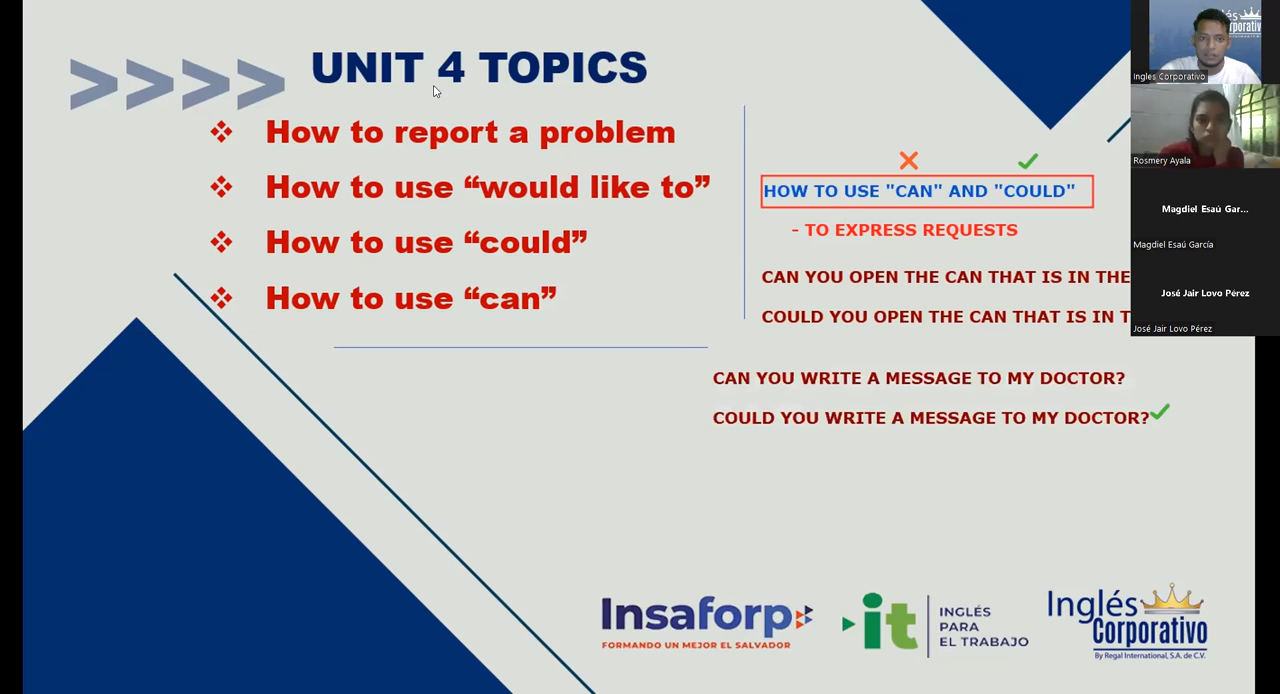 UNIT 4 TOPICS
❖ How to report a problem
❖ How to use “would like to”
❖ How to use “could”
❖ How to use “can”
HOW TO USE "CAN" AND "COULD"
- TO EXPRESS REQUESTS
CAN YOU OPEN THE CAN THAT IS IN THE
COULD YOU OPEN THE CAN THAT IS IN T
CAN YOU WRITE A MESSAGE TO MY DOCTOR?
COULD YOU WRITE A MESSAGE TO MY DOCTOR?
Ingles Corporativo
Rosmery Ayala
Magdiel Esaú Gar...
Magdiel Esaú García
José Jair Lovo Pérez
José Jair Lovo Pérez
Insaforp
FORMANDO UN MEJOR EL SALVADOR
it
INGLÉS
PARA
EL TRABAJO
Inglés
Corporativo
By Regal International, S.A. de C.V.